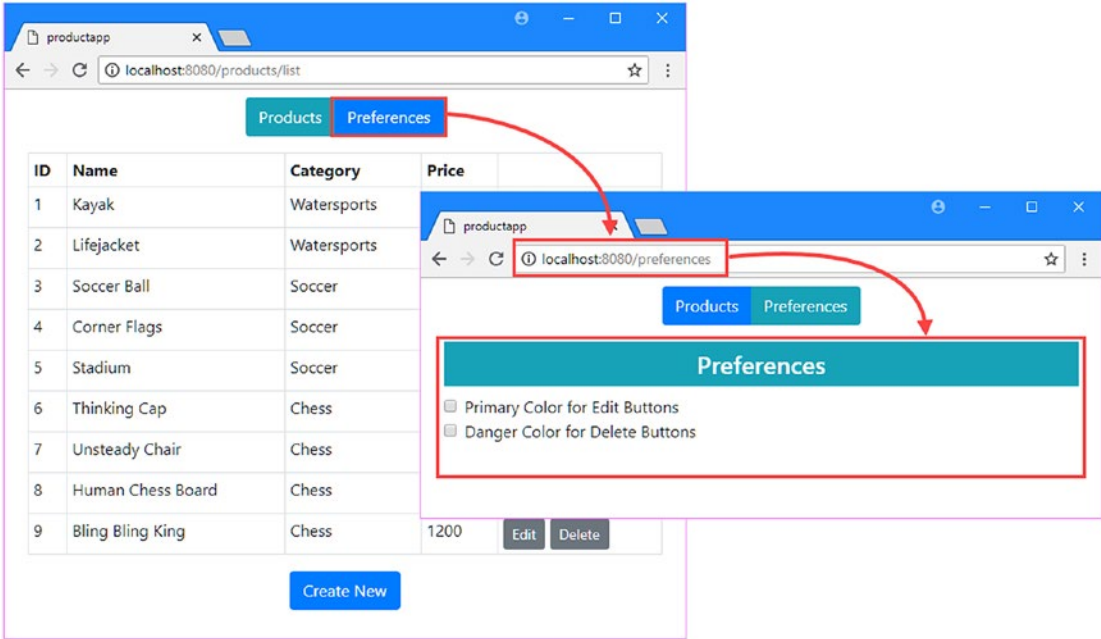 productapp
localhost:8080/products/list
Products Preferences
ID Name Category Price
1 Kayak Watersports
2 Lifejacket Watersports
3 Soccer Ball Soccer
4 Corner Flags Soccer
5 Stadium Soccer
6 Thinking Cap Chess
7 Unsteady Chair Chess
8 Human Chess Board Chess
9 Bling Bling King Chess 1200 Edit Delete
Create New
productapp
localhost:8080/preferences
Products Preferences
Preferences
Primary Color for Edit Buttons
Danger Color for Delete Buttons